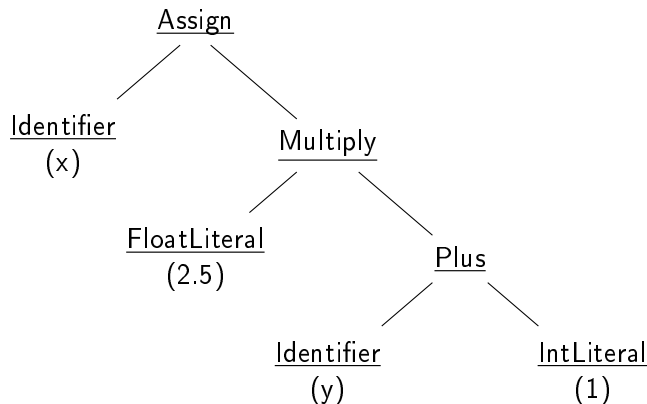 Assign
Identifier
(x)
Multiply
FloatLiteral
(2.5)
Plus
Identifier
(y)
IntLiteral
(1)